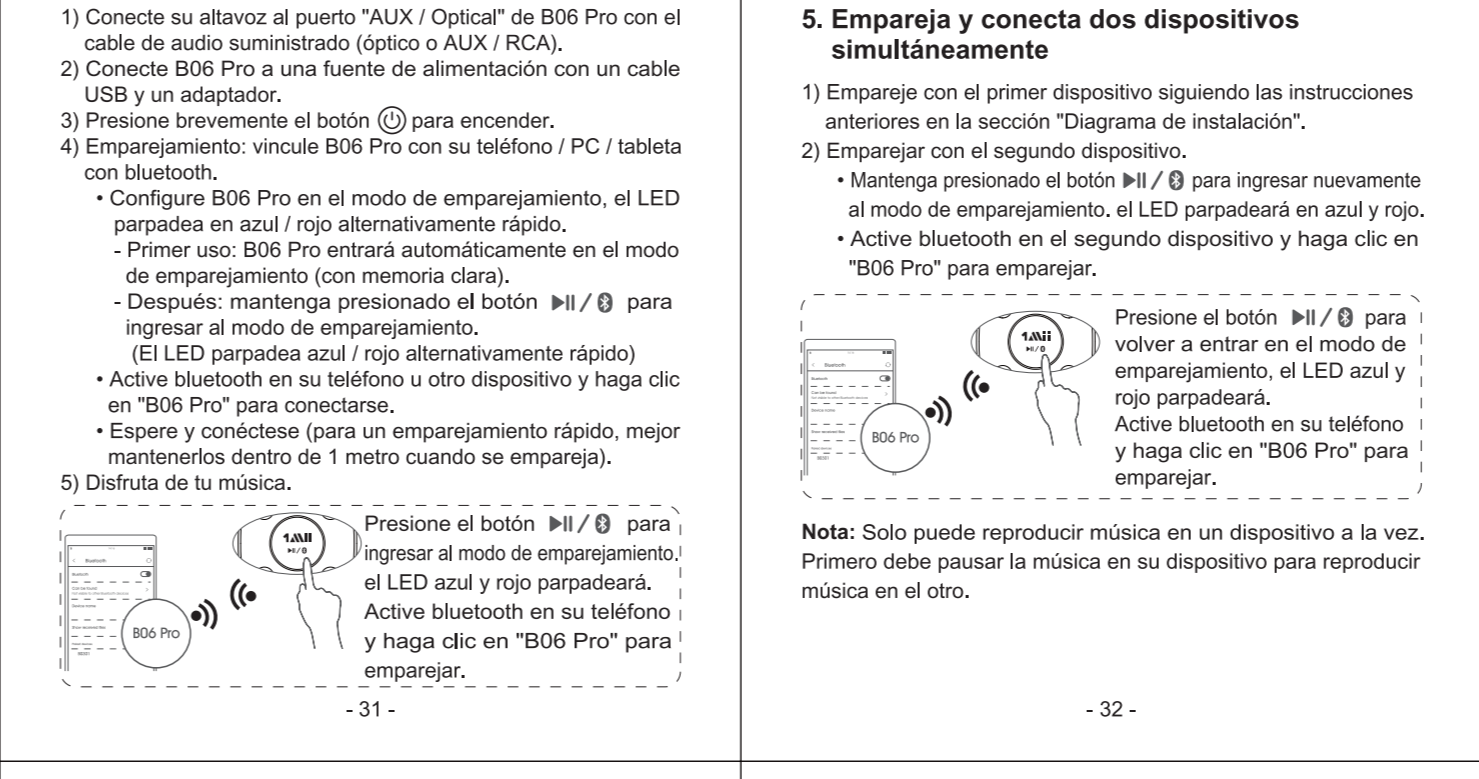 1) Conecte su altavoz al puerto "AUX / Optical" de B06 Pro con el
cable de audio suministrado (óptico o AUX / RCA).
2) Conecte B06 Pro a una fuente de alimentación con un cable
USB y un adaptador.
3) Presione brevemente el botón para encender.
4) Emparejamiento: vincule B06 Pro con su teléfono / PC / tableta
con bluetooth.
• Configure B06 Pro en el modo de emparejamiento, el LED
parpadea en azul / rojo alternativamente rápido.
- Primer uso: B06 Pro entrará automáticamente en el modo
de emparejamiento (con memoria clara).
- Después: mantenga presionado el botón / para
ingresar al modo de emparejamiento.
(El LED parpadea azul / rojo alternativamente rápido)
• Active bluetooth en su teléfono u otro dispositivo y haga clic
en "B06 Pro" para conectarse.
• Espere y conéctese (para un emparejamiento rápido, mejor
mantenerlos dentro de 1 metro cuando se empareja).
5) Disfruta de tu música.
Bluetooth
B06 Pro
1Mii
Presione el botón / para
ingresar al modo de emparejamiento.
el LED azul y rojo parpadeará.
Active bluetooth en su teléfono
y haga clic en "B06 Pro" para
emparejar.
- 31 -
5. Empareja y conecta dos dispositivos
simultáneamente
1) Empareje con el primer dispositivo siguiendo las instrucciones
anteriores en la sección "Diagrama de instalación".
2) Emparejar con el segundo dispositivo.
• Mantenga presionado el botón / para ingresar nuevamente
al modo de emparejamiento. el LED parpadeará en azul y rojo.
• Active bluetooth en el segundo dispositivo y haga clic en
"B06 Pro" para emparejar.
Bluetooth
B06 Pro
1Mii
Presione el botón / para
volver a entrar en el modo de
emparejamiento, el LED azul y
rojo parpadeará.
Active bluetooth en su teléfono
y haga clic en "B06 Pro" para
emparejar.
Nota: Solo puede reproducir música en un dispositivo a la vez.
Primero debe pausar la música en su dispositivo para reproducir
música en el otro.
- 32 -